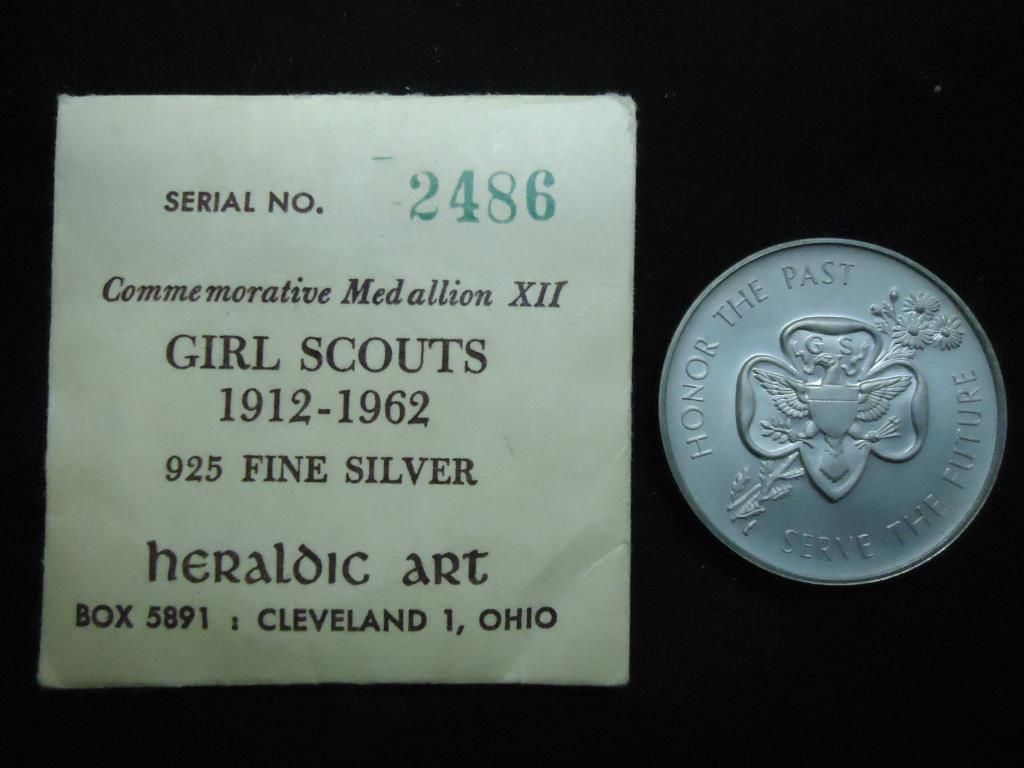 SERIAL NO. 2486
Commemorative Medallion XII
GIRL SCOUTS
1912-1962
925 FINE SILVER
heraldic art
BOX 5891 : CLEVELAND 1, OHIO
HONOR THE PAST
GS
SERVE THE FUTURE